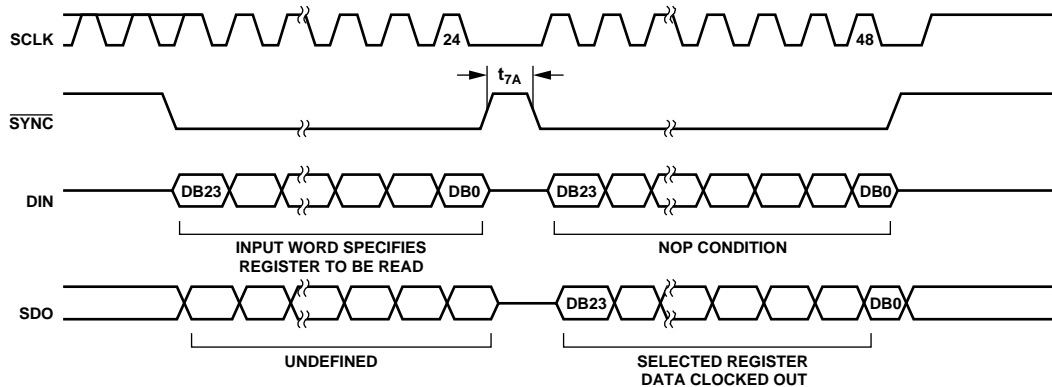 SCLK
24
48
t7A
SYNC
DIN
DB23
DB0
DB23
DB0
INPUT WORD SPECIFIES
REGISTER TO BE READ
NOP CONDITION
SDO
DB23
DB0
UNDEFINED
SELECTED REGISTER
DATA CLOCKED OUT